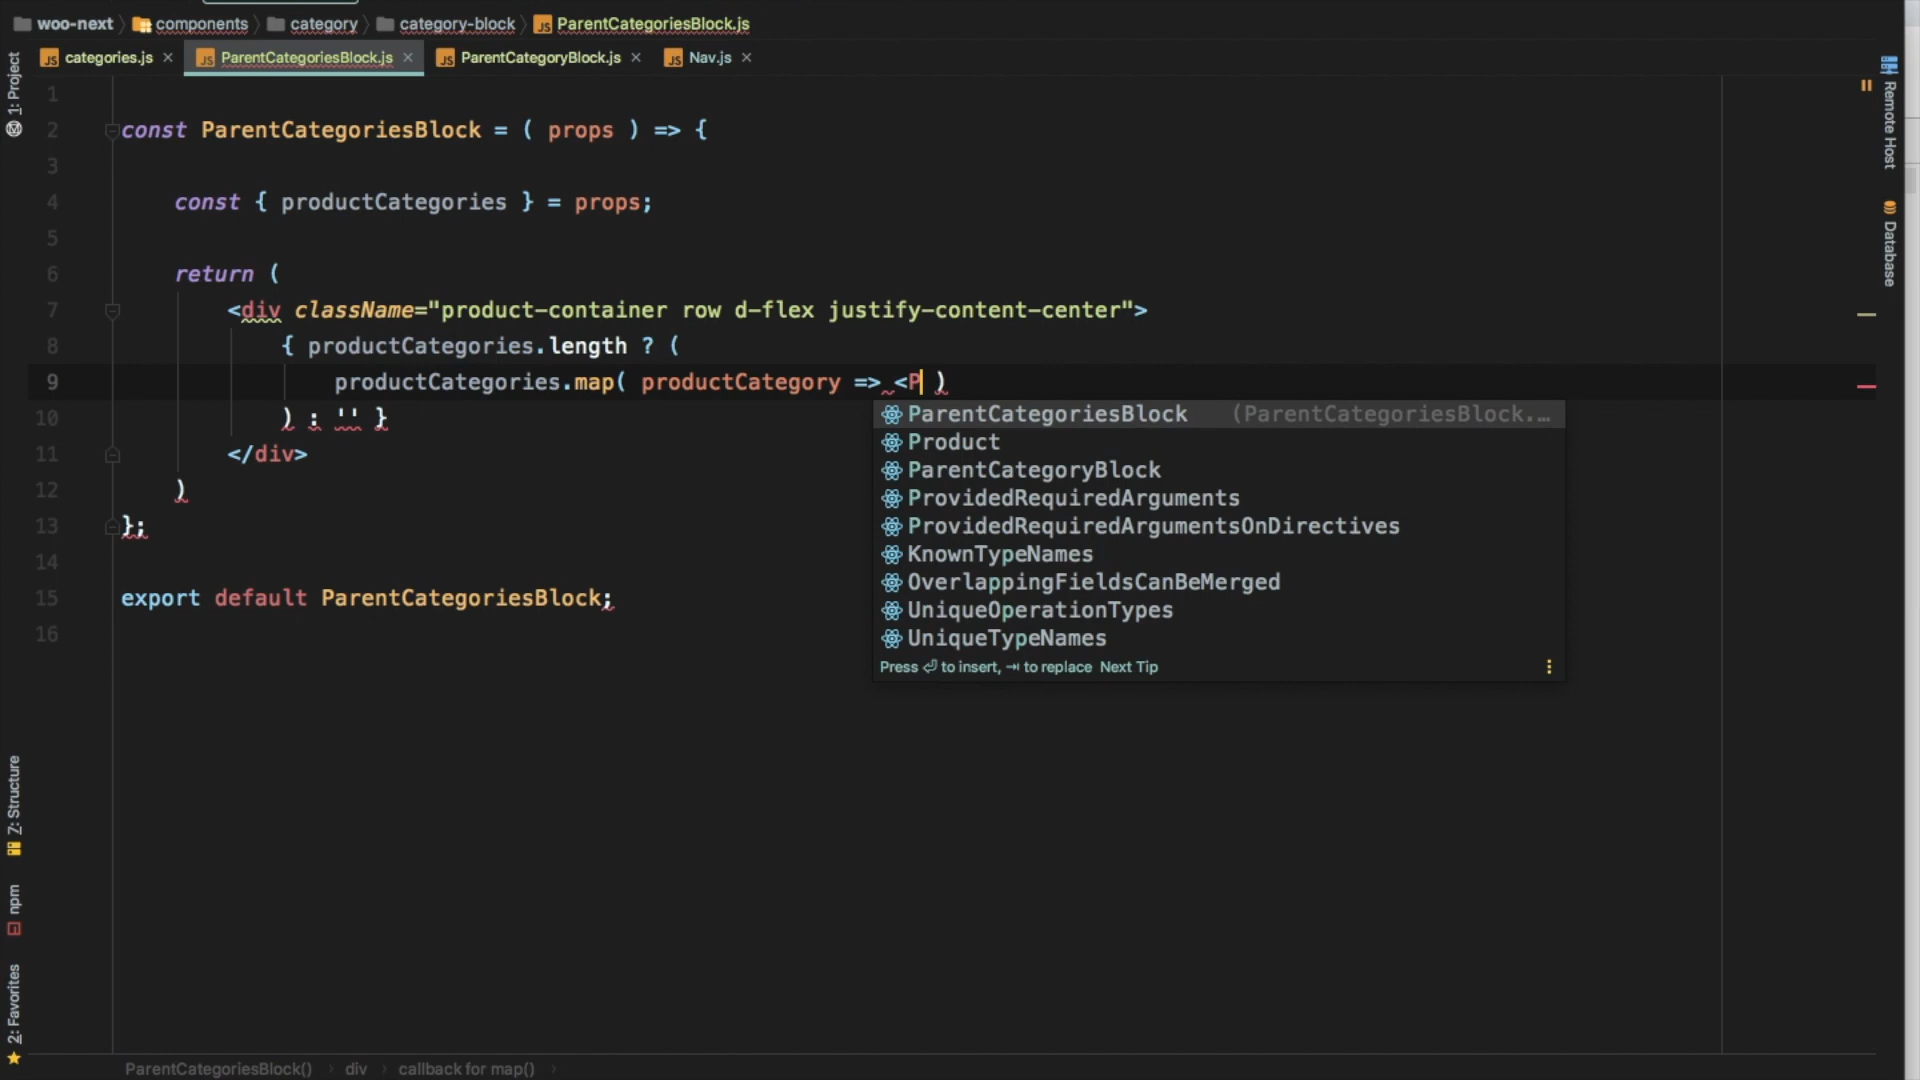 woo-next components category category-block ParentCategoriesBlock.js
categories.js ParentCategoriesBlock.js ParentCategoryBlock.js Nav.js
1: Project
Remote Host
Database
1
2 const ParentCategoriesBlock = ( props ) => {
3
4 const { productCategories } = props;
5
6 return (
7 <div className="product-container row d-flex justify-content-center">
8 { productCategories.length ? (
9 productCategories.map( productCategory => <P )
10 ) : '' }
11 </div>
12 )
13 };
14
15 export default ParentCategoriesBlock;
16
ParentCategoriesBlock (ParentCategoriesBlock.…
Product
ParentCategoryBlock
ProvidedRequiredArguments
ProvidedRequiredArgumentsOnDirectives
KnownTypeNames
OverlappingFieldsCanBeMerged
UniqueOperationTypes
UniqueTypeNames
Press ⏎ to insert, ⇥ to replace Next Tip
7: Structure
npm
2: Favorites
ParentCategoriesBlock() div callback for map()